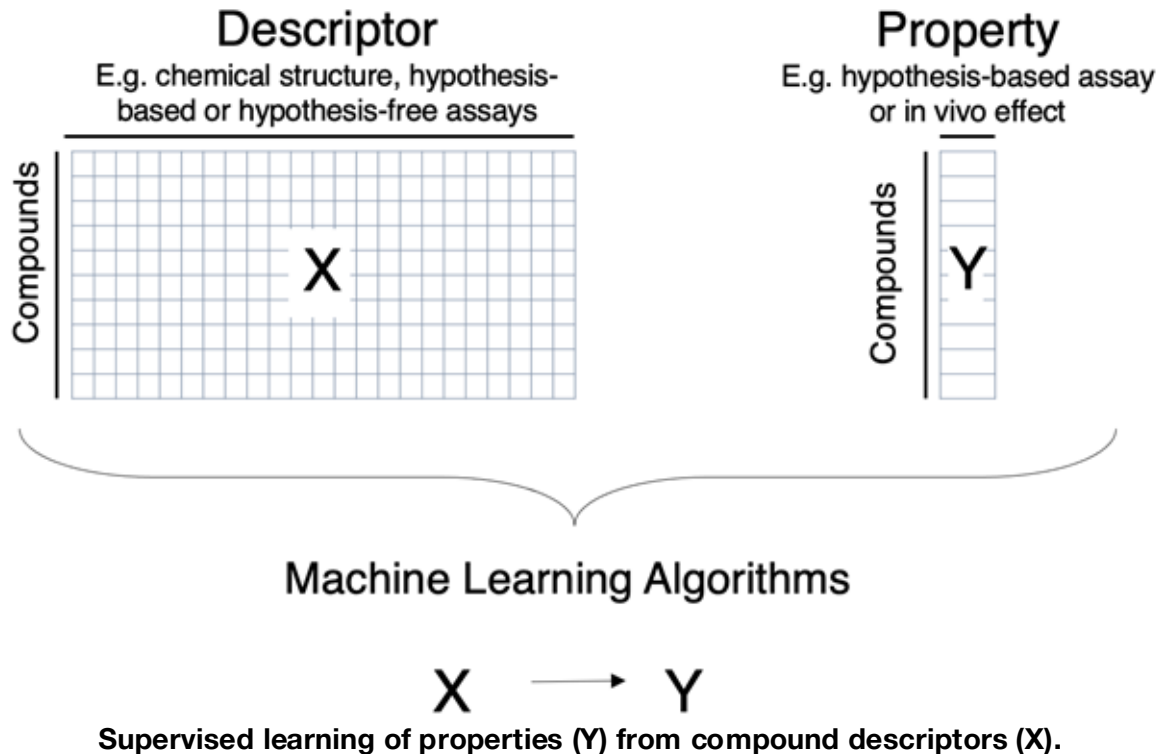 Descriptor
E.g. chemical structure, hypothesis-
based or hypothesis-free assays
Compounds
X
Property
E.g. hypothesis-based assay
or in vivo effect
Compounds
Y
Machine Learning Algorithms
X → Y
Supervised learning of properties (Y) from compound descriptors (X).